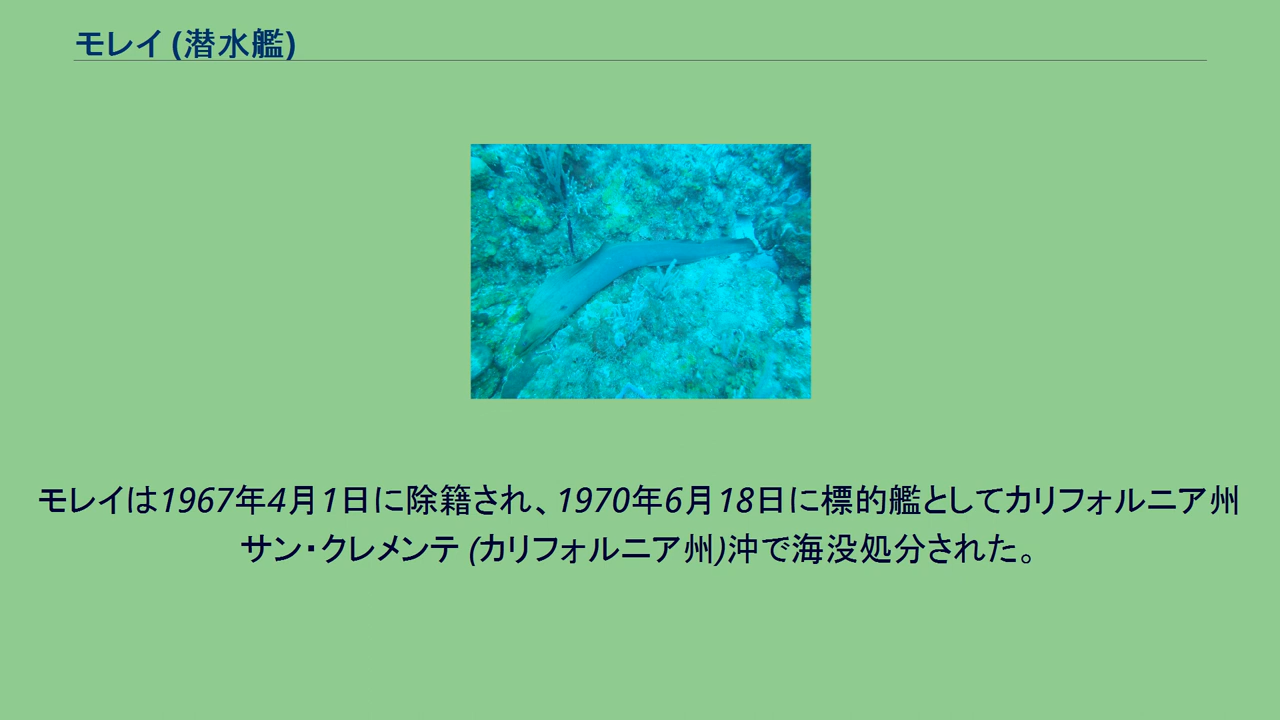 モレイ (潜水艦)
モレイは1967年4月1日に除籍され、1970年6月18日に標的艦としてカリフォルニア州
サン・クレメンテ (カリフォルニア州)沖で海没処分された。